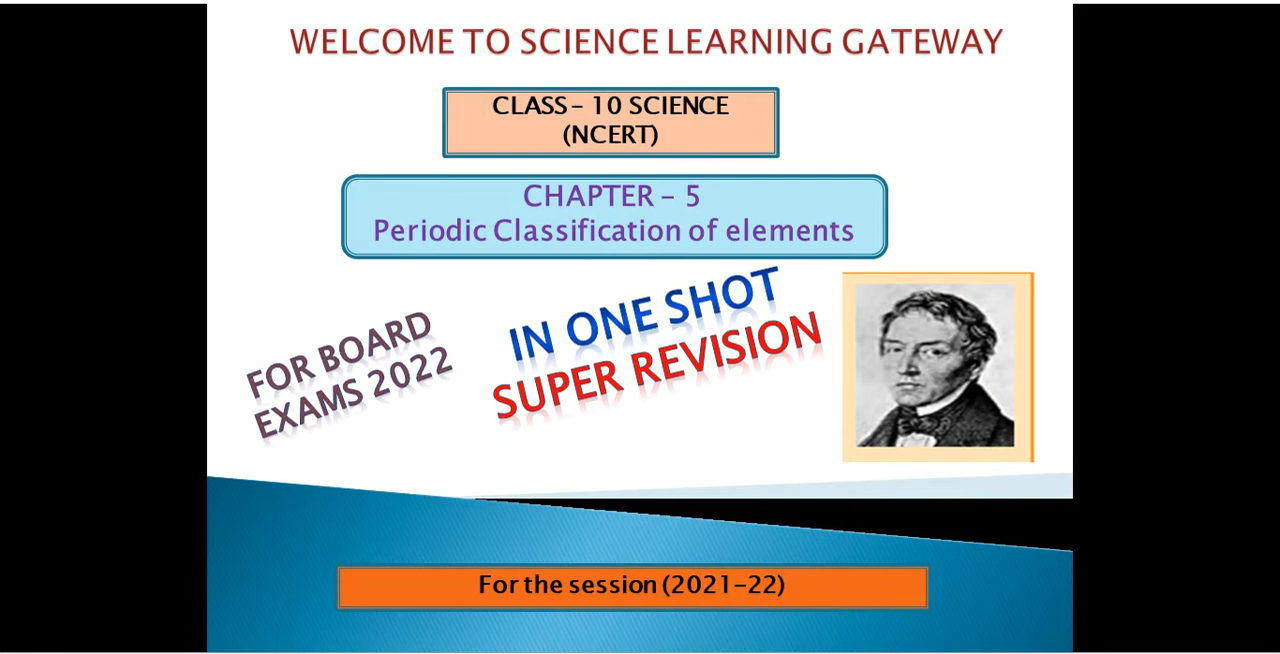 WELCOME TO SCIENCE LEARNING GATEWAY
CLASS – 10 SCIENCE
(NCERT)
CHAPTER – 5
Periodic Classification of elements
IN ONE SHOT
SUPER REVISION
FOR BOARD
EXAMS 2022
For the session (2021-22)